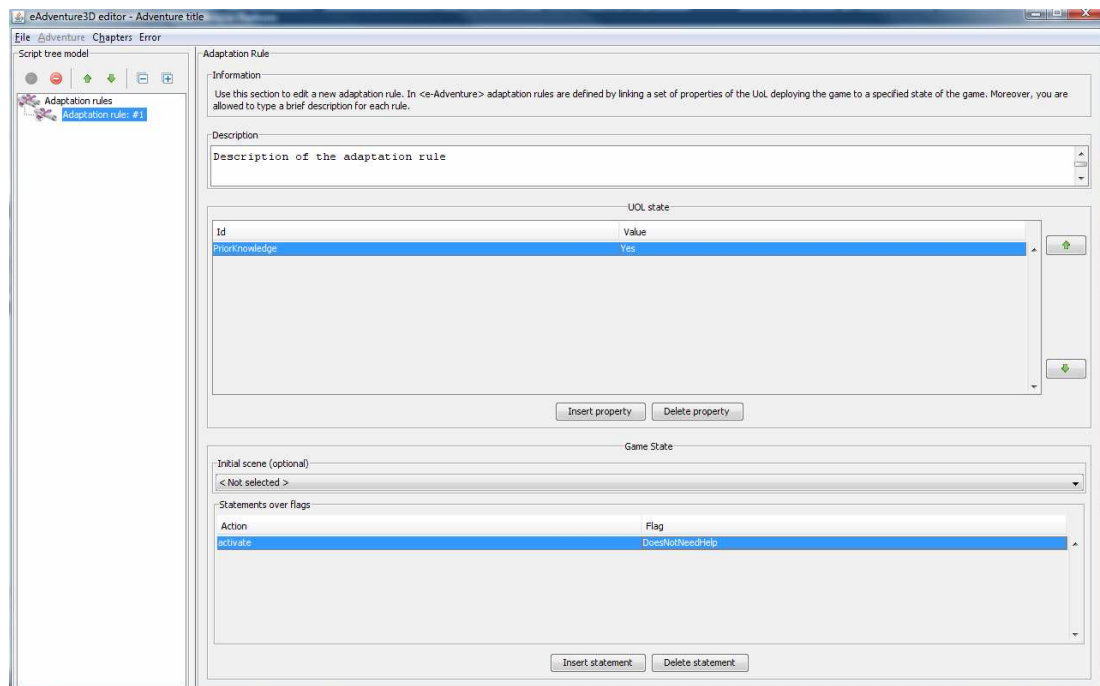 eAdventure3D editor - Adventure title
File Adventure Chapters Error
Script tree model
Adaptation rules
Adaptation rule: #1
Adaptation Rule
Information
Use this section to edit a new adaptation rule. In <e-Adventure> adaptation rules are defined by linking a set of properties of the UoL deploying the game to a specified state of the game. Moreover, you are
allowed to type a brief description for each rule.
Description
Description of the adaptation rule
UOL state
Id Value
PriorKnowledge Yes
Insert property Delete property
Game State
Initial scene (optional)
< Not selected >
Statements over flags
Action Flag
activate DoesNotNeedHelp
Insert statement Delete statement